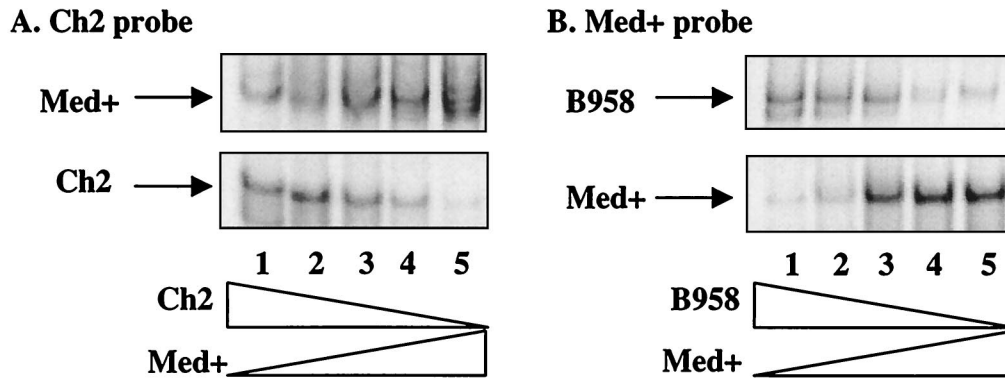 A. Ch2 probe
Med+
Ch2
1 2 3 4 5
Ch2
Med+
B. Med+ probe
B958
Med+
1 2 3 4 5
B958
Med+